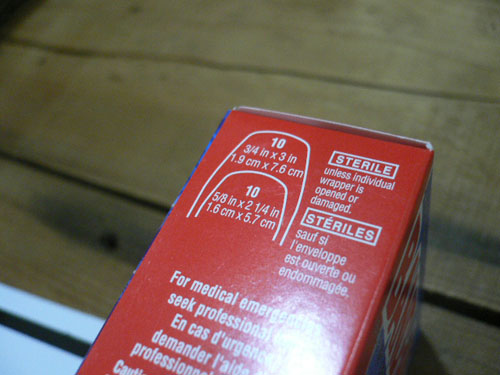 10
3/4 in x 3 in
1.9 cm x 7.6 cm
10
5/8 in x 2 1/4 in
1.6 cm x 5.7 cm
STERILE
unless individual
wrapper is
opened or
damaged.
STÉRILES
sauf si
l'enveloppe
est ouverte ou
endommagée.
For medical
seek professional
En cas
demander l'aide